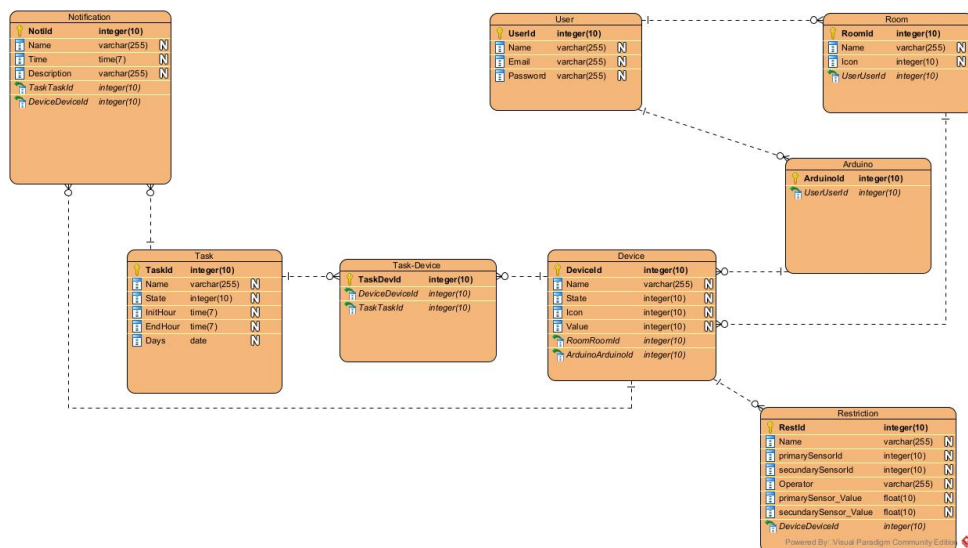 Notification
NotiId integer(10)
Name varchar(255) N
Time time(7) N
Description varchar(255) N
TaskTaskId integer(10)
DeviceDeviceId integer(10)
User
UserId integer(10)
Name varchar(255) N
Email varchar(255) N
Password varchar(255) N
Room
RoomId integer(10)
Name varchar(255) N
Icon integer(10) N
UserUserId integer(10)
Arduino
ArduinoId integer(10)
UserUserId integer(10)
Task
TaskId integer(10)
Name varchar(255) N
State integer(10) N
InitHour time(7) N
EndHour time(7) N
Days date N
Task-Device
TaskDevId integer(10)
DeviceDeviceId integer(10)
TaskTaskId integer(10)
Device
DeviceId integer(10)
Name varchar(255) N
State integer(10) N
Icon integer(10) N
Value integer(10) N
RoomRoomId integer(10)
ArduinoArduinoId integer(10)
Restriction
RestId integer(10)
Name varchar(255) N
primarySensorId integer(10) N
secundarySensorId integer(10) N
Operator varchar(255) N
primarySensor_Value float(10) N
secundarySensor_Value float(10) N
DeviceDeviceId integer(10)
Powered By: Visual Paradigm Community Edition